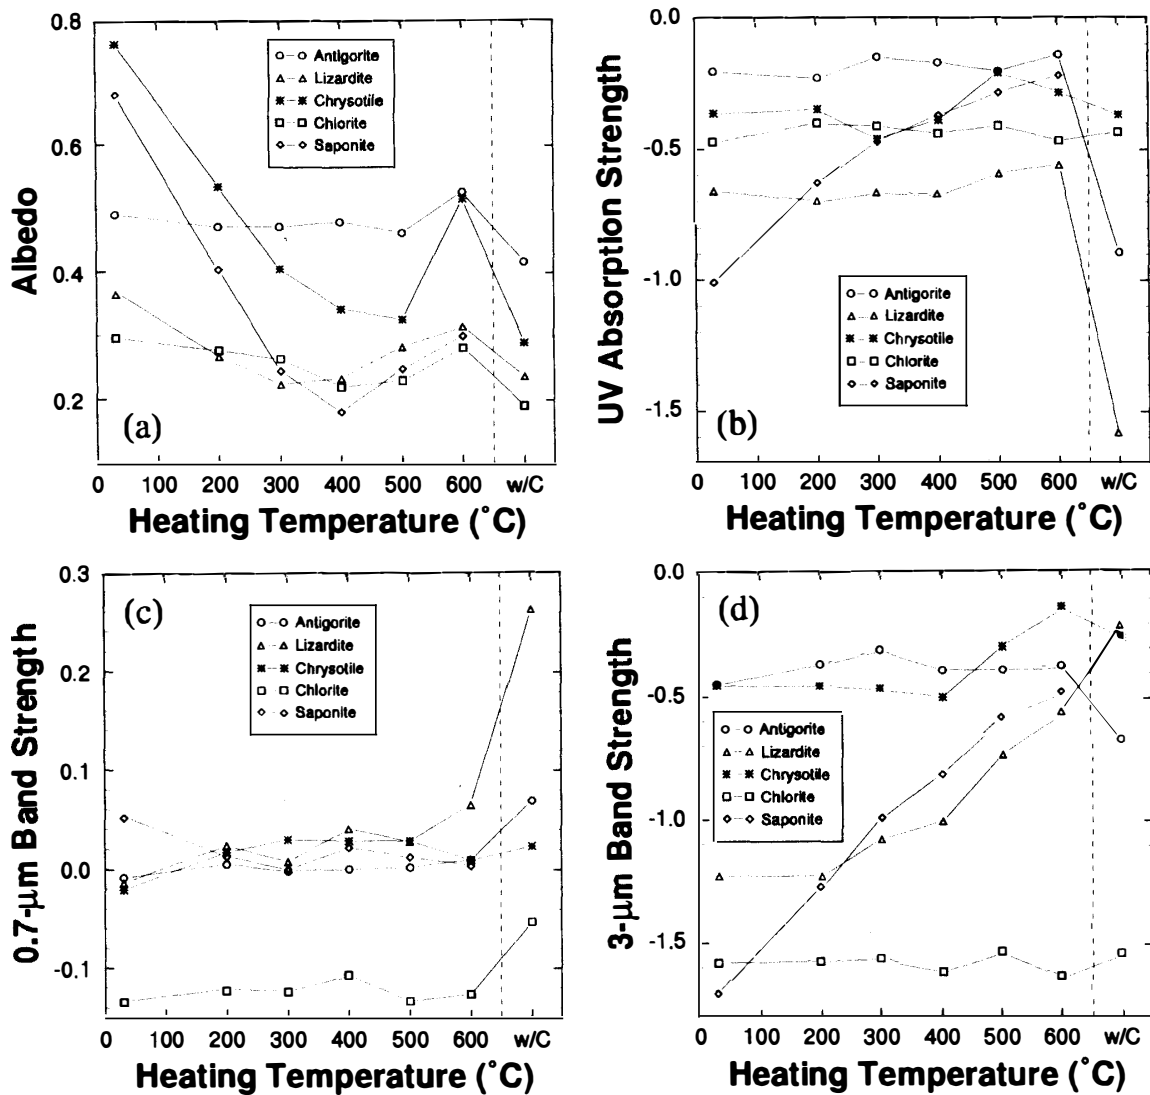 0.8
0.6
0.4
0.2
Albedo
Antigorite
Lizardite
Chrysotile
Chlorite
Saponite
(a)
0 100 200 300 400 500 600 w/C
Heating Temperature (°C)
0.0
-0.5
-1.0
-1.5
UV Absorption Strength
Antigorite
Lizardite
Chrysotile
Chlorite
Saponite
(b)
0 100 200 300 400 500 600 w/C
Heating Temperature (°C)
0.3
0.2
0.1
0.0
-0.1
0.7-μm Band Strength
(c)
Antigorite
Lizardite
Chrysotile
Chlorite
Saponite
0 100 200 300 400 500 600 w/C
Heating Temperature (°C)
0.0
-0.5
-1.0
-1.5
3-μm Band Strength
(d)
Antigorite
Lizardite
Chrysotile
Chlorite
Saponite
0 100 200 300 400 500 600 w/C
Heating Temperature (°C)